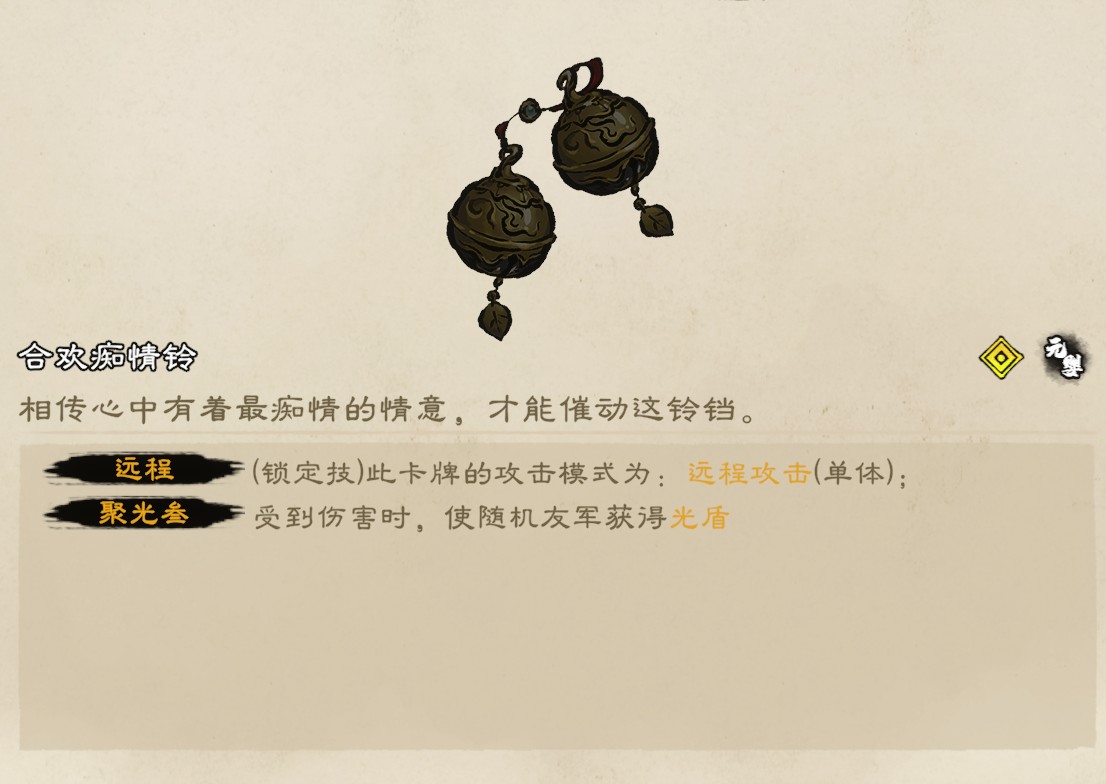 合欢痴情铃
元婴
相传心中有着最痴情的情意，才能催动这铃铛。
远程 (锁定技)此卡牌的攻击模式为：远程攻击(单体)；
聚光叁 受到伤害时，使随机友军获得光盾